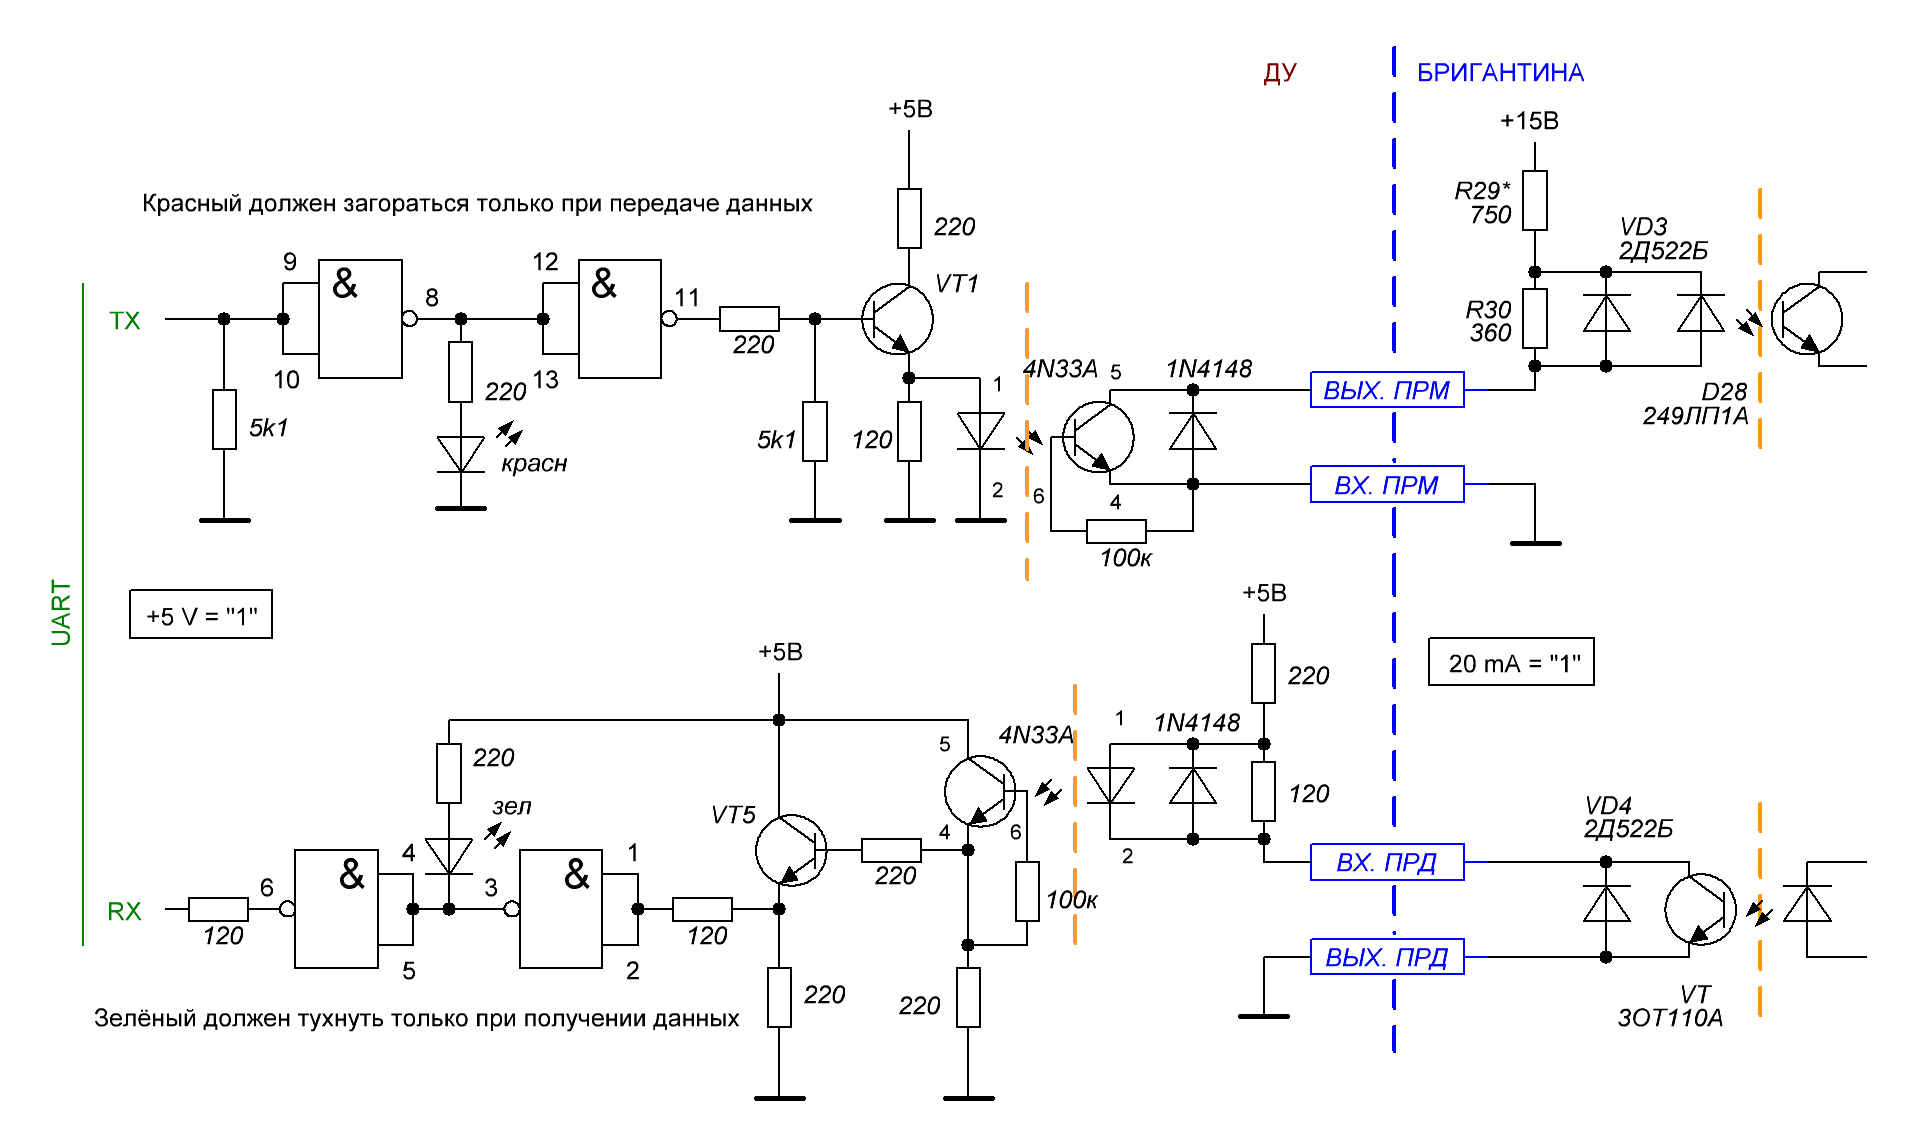 ДУ
БРИГАНТИНА
+5В
+15В
Красный должен загораться только при передаче данных
R29*
750
220
VD3
2Д522Б
9
&
12
&
VT1
8
11
TX
R30
360
220
10
220
13
4N33A
5
1N4148
1
ВЫХ. ПРМ
D28
249ЛП1А
5k1
красн
5k1
120
2
6
4
ВХ. ПРМ
100к
UART
+5 V = "1"
+5В
+5В
20 mA = "1"
220
1
1N4148
4N33A
5
220
зел
VT5
120
VD4
2Д522Б
4
&
&
1
4
6
2
ВХ. ПРД
6
3
220
100к
RX
120
120
5
2
ВЫХ. ПРД
220
220
VT
3ОТ110А
Зелёный должен тухнуть только при получении данных